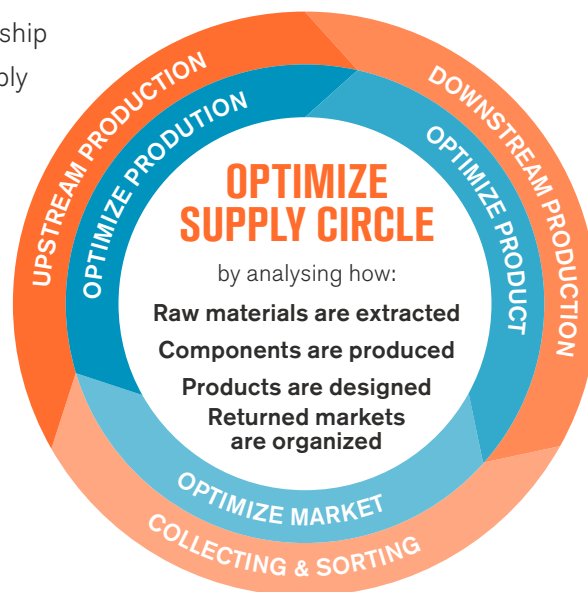 ship
ply
UPSTREAM PRODUCTION
DOWNSTREAM PRODUCTION
OPTIMIZE PRODUTION
OPTIMIZE PRODUCT
OPTIMIZE
SUPPLY CIRCLE
by analysing how:
Raw materials are extracted
Components are produced
Products are designed
Returned markets
are organized
OPTIMIZE MARKET
COLLECTING & SORTING